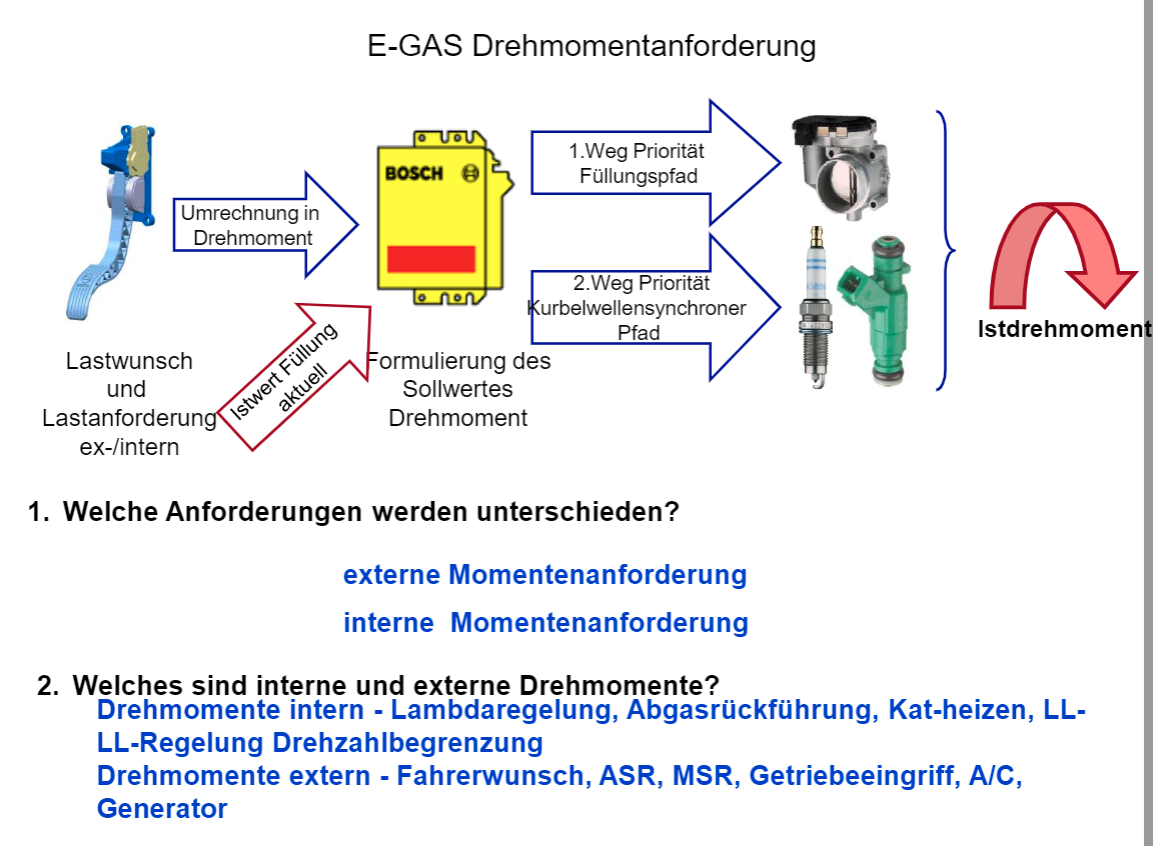 E-GAS Drehmomentanforderung
Umrechnung in
Drehmoment
BOSCH
1.Weg Priorität
Füllungspfad
2.Weg Priorität
Kurbelwellensynchroner
Pfad
Istdrehmoment
Istwert Füllung
aktuell
Lastwunsch
und
Lastanforderung
ex-/intern
Formulierung des
Sollwertes
Drehmoment
1. Welche Anforderungen werden unterschieden?
externe Momentenanforderung
interne Momentenanforderung
2. Welches sind interne und externe Drehmomente?
Drehmomente intern - Lambdaregelung, Abgasrückführung, Kat-heizen, LL-
LL-Regelung Drehzahlbegrenzung
Drehmomente extern - Fahrerwunsch, ASR, MSR, Getriebeeingriff, A/C,
Generator